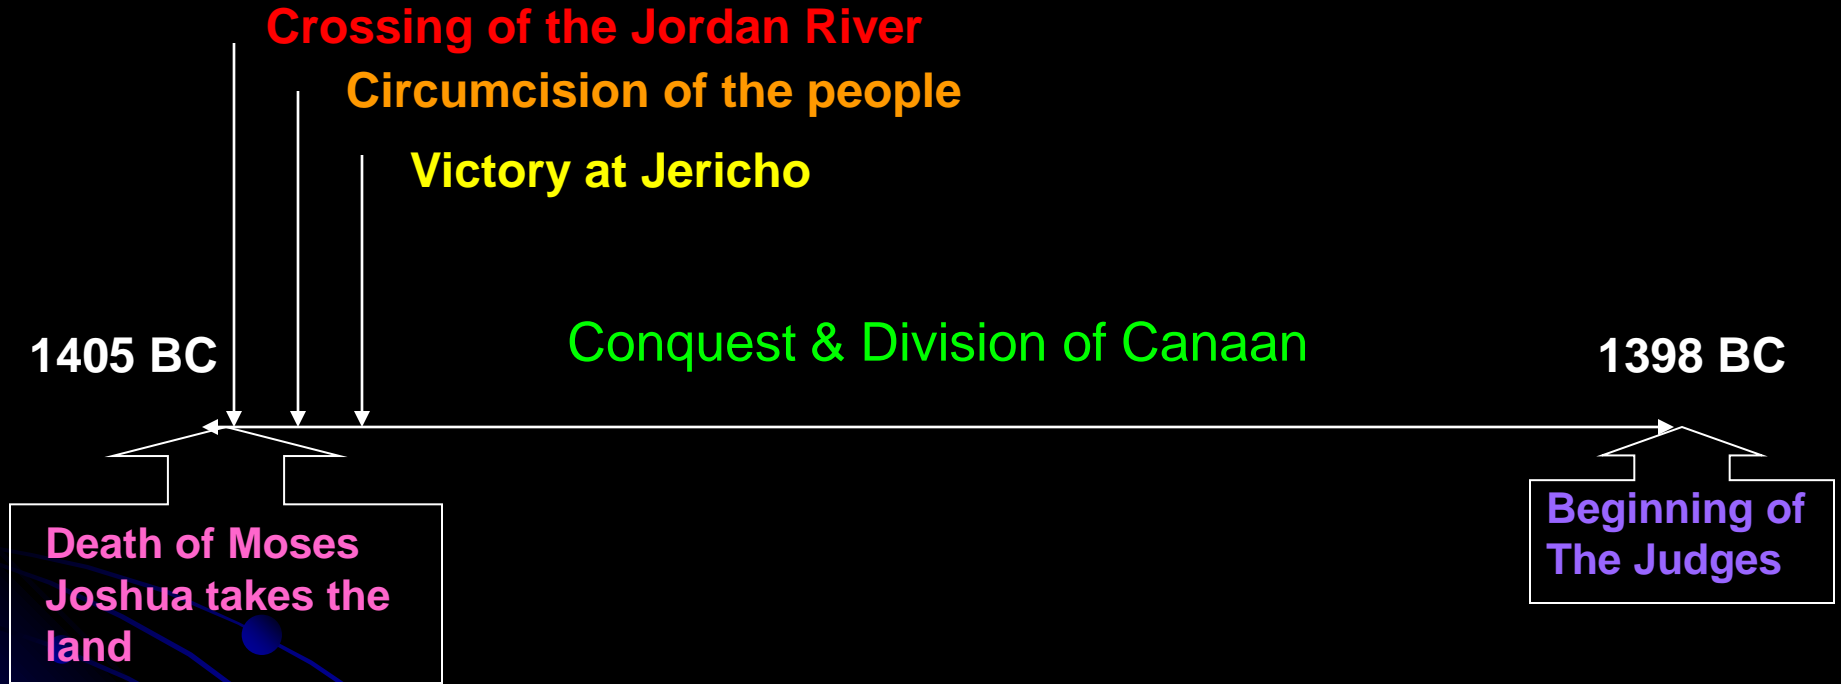 Crossing of the Jordan River
Circumcision of the people
Victory at Jericho
1405 BC
Conquest & Division of Canaan
1398 BC
Death of Moses
Joshua takes the
land
Beginning of
The Judges